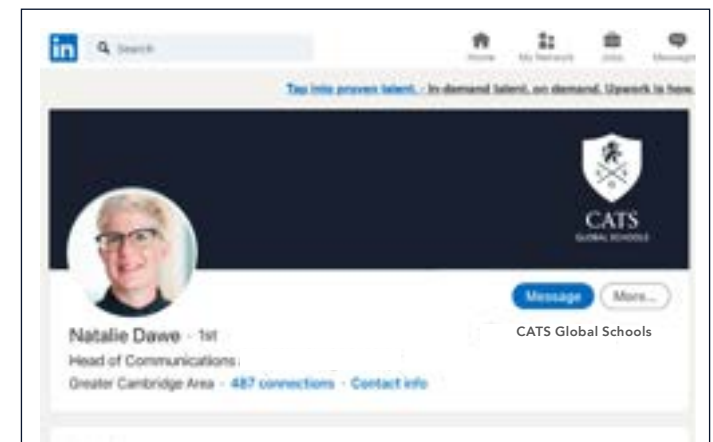 in Search
Home My Network Jobs Messages
Tap into proven talent. - In demand talent, on demand. Upwork is how.
CATS
GLOBAL SCHOOLS
Message More...
CATS Global Schools
Natalie Dawe · 1st
Head of Communications
Greater Cambridge Area · 487 connections · Contact info